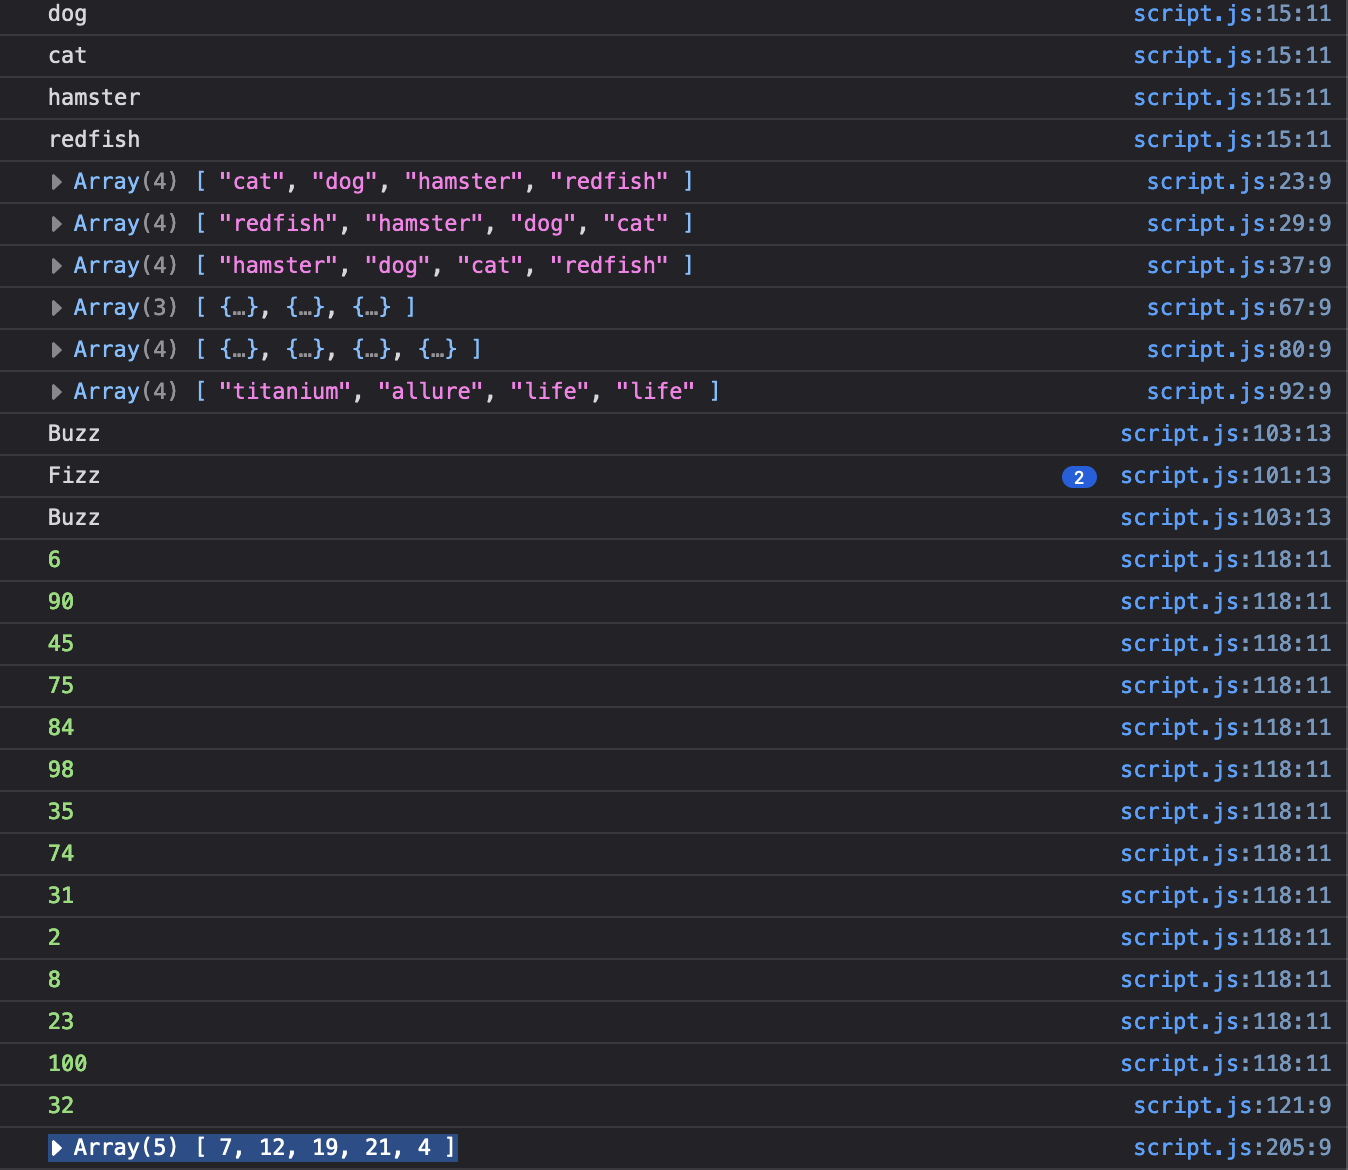 dog script.js:15:11
cat script.js:15:11
hamster script.js:15:11
redfish script.js:15:11
Array(4) [ "cat", "dog", "hamster", "redfish" ] script.js:23:9
Array(4) [ "redfish", "hamster", "dog", "cat" ] script.js:29:9
Array(4) [ "hamster", "dog", "cat", "redfish" ] script.js:37:9
Array(3) [ {…}, {…}, {…} ] script.js:67:9
Array(4) [ {…}, {…}, {…}, {…} ] script.js:80:9
Array(4) [ "titanium", "allure", "life", "life" ] script.js:92:9
Buzz script.js:103:13
Fizz 2 script.js:101:13
Buzz script.js:103:13
6 script.js:118:11
90 script.js:118:11
45 script.js:118:11
75 script.js:118:11
84 script.js:118:11
98 script.js:118:11
35 script.js:118:11
74 script.js:118:11
31 script.js:118:11
2 script.js:118:11
8 script.js:118:11
23 script.js:118:11
100 script.js:118:11
32 script.js:121:9
Array(5) [ 7, 12, 19, 21, 4 ] script.js:205:9